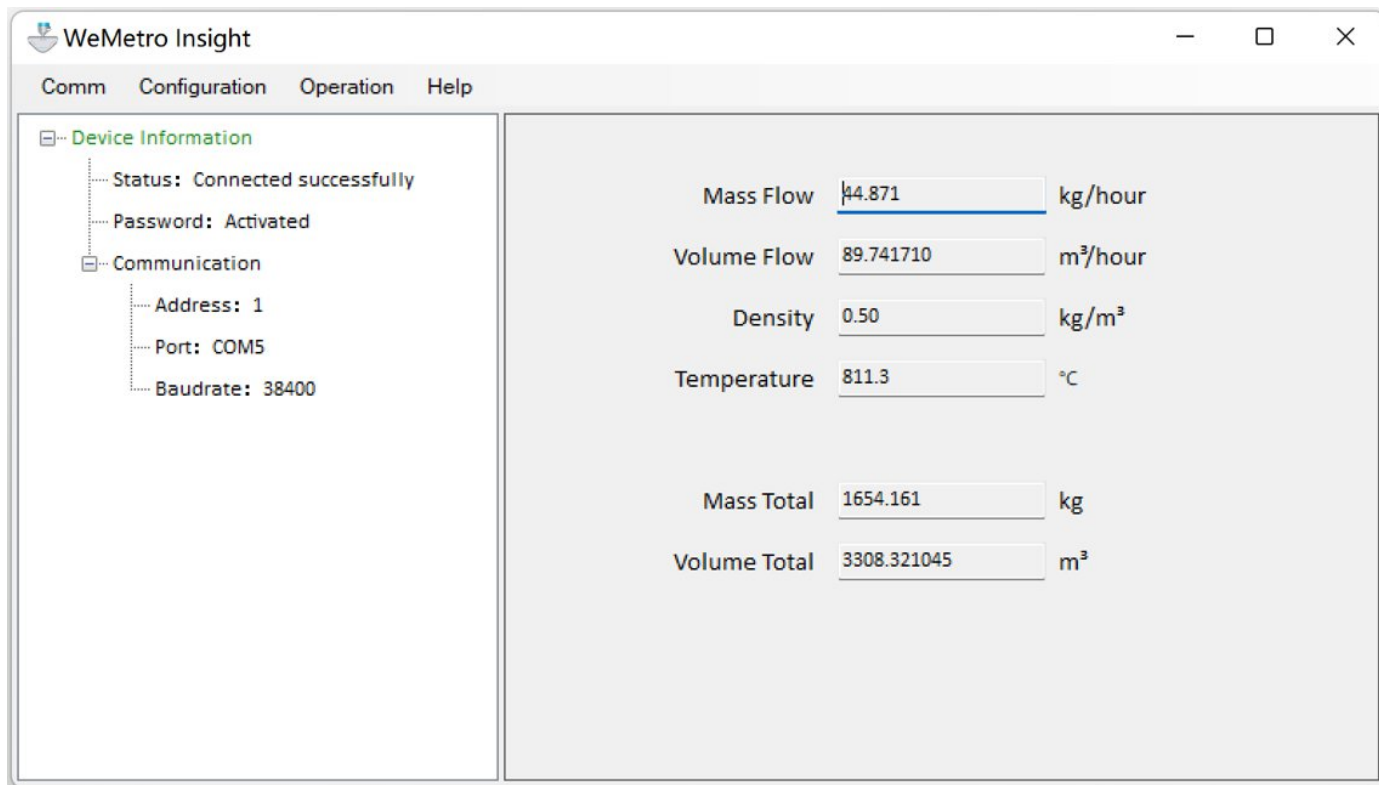 WeMetro Insight
Comm Configuration Operation Help
Device Information
Status: Connected successfully
Password: Activated
Communication
Address: 1
Port: COM5
Baudrate: 38400
Mass Flow 44.871 kg/hour
Volume Flow 89.741710 m³/hour
Density 0.50 kg/m³
Temperature 811.3 °C
Mass Total 1654.161 kg
Volume Total 3308.321045 m³